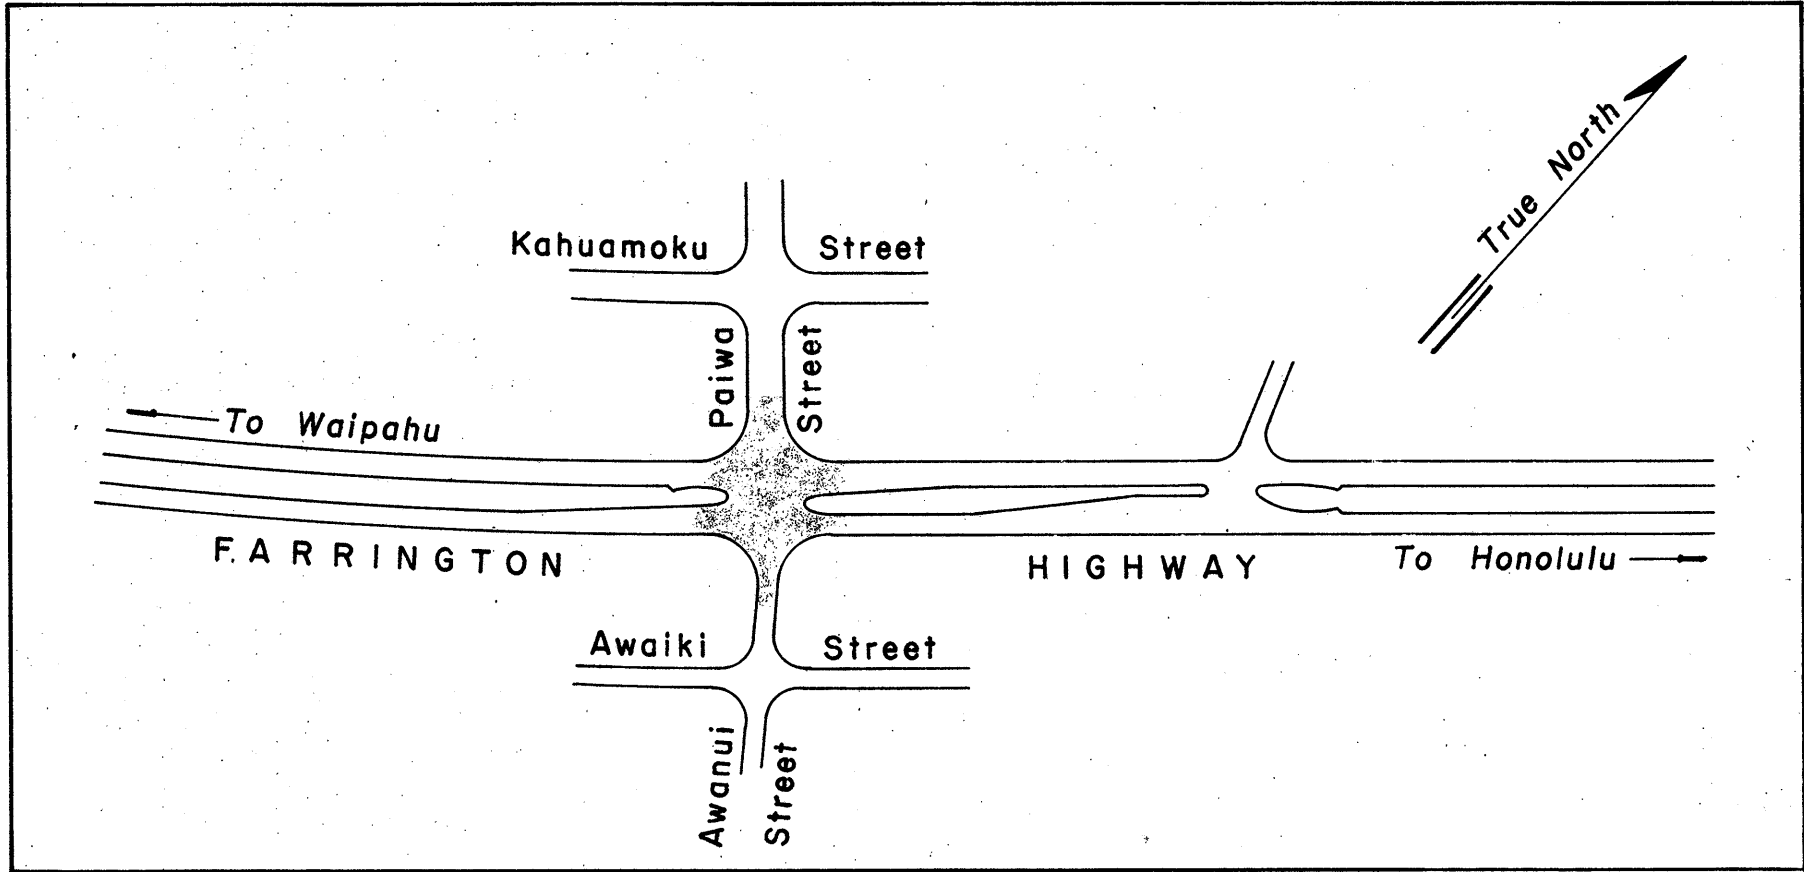 True North
Kahuamoku Street
Paiwa Street
To Waipahu
FARRINGTON HIGHWAY
To Honolulu
Awaiki Street
Awanui Street